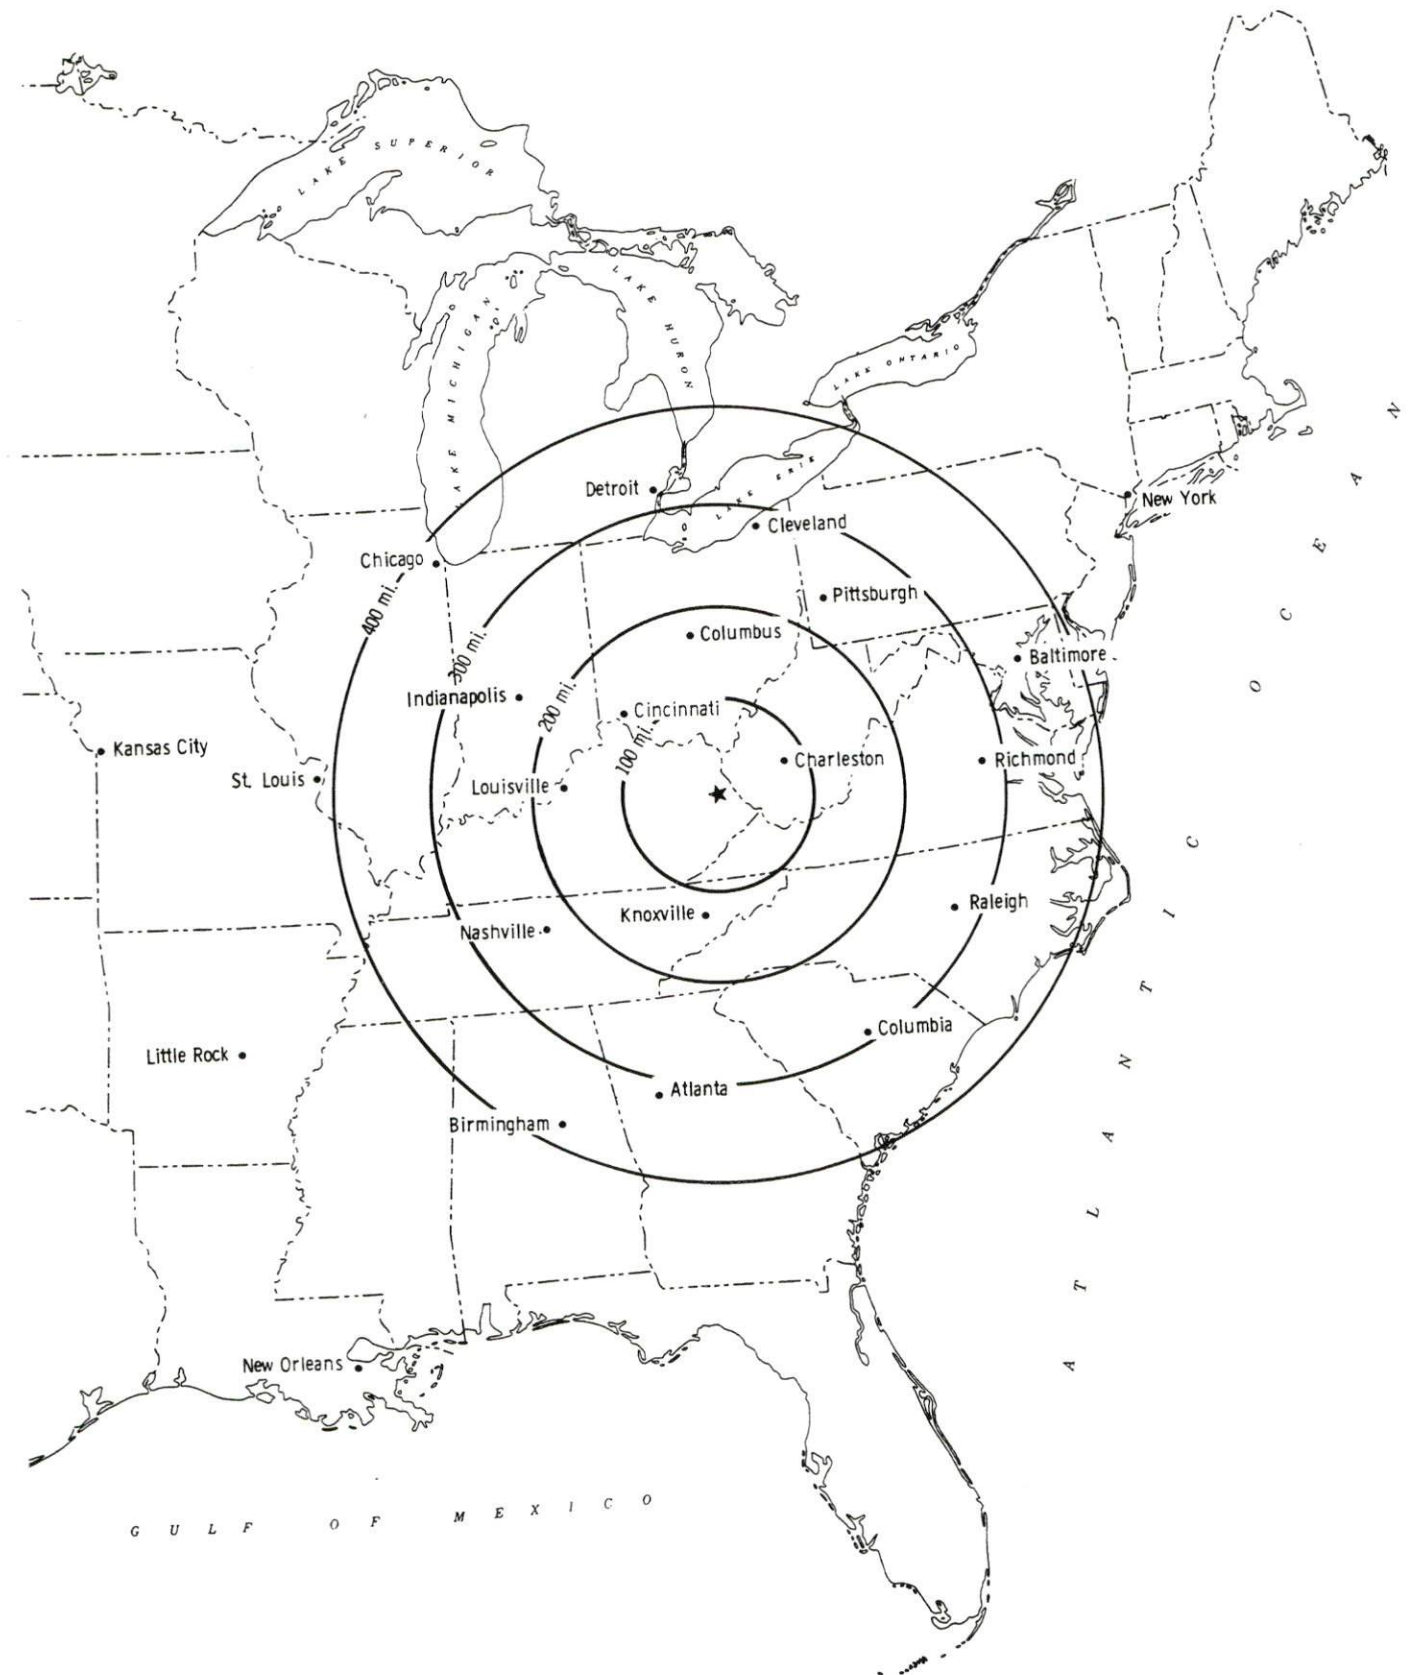 LAKE SUPERIOR
LAKE MICHIGAN
LAKE HURON
LAKE ONTARIO
LAKE ERIE
Detroit
Cleveland
New York
Chicago
Pittsburgh
400 mi.
300 mi.
200 mi.
100 mi.
Columbus
Baltimore
Indianapolis
Cincinnati
Kansas City
St. Louis
Louisville
Charleston
Richmond
Knoxville
Raleigh
Nashville
Columbia
Little Rock
Atlanta
Birmingham
New Orleans
ATLANTIC OCEAN
GULF OF MEXICO